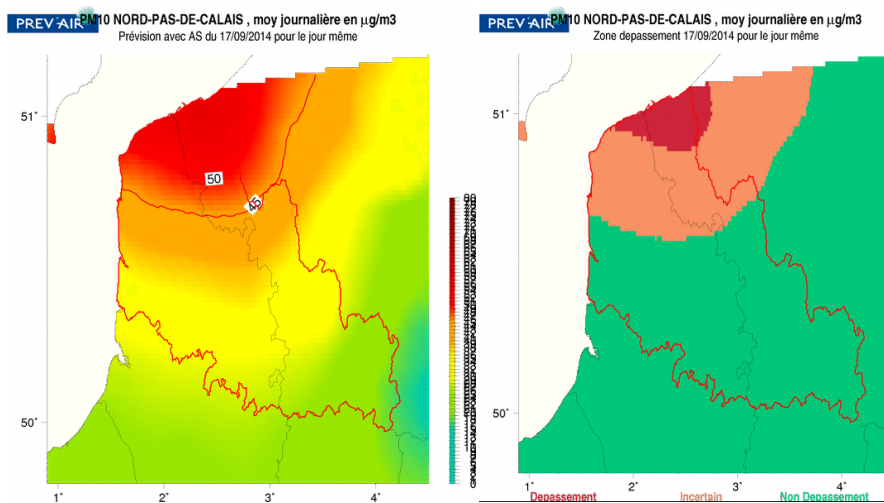 PREV'AIR PM10 NORD-PAS-DE-CALAIS , moy journalière en µg/m3
Prévision avec AS du 17/09/2014 pour le jour même
51°
50
45
50°
1° 2° 3° 4°
PREV'AIR PM10 NORD-PAS-DE-CALAIS , moy journalière en µg/m3
Zone depassement 17/09/2014 pour le jour même
51°
50°
1° 2° 3° 4°
Depassement Incertain Non Depassement